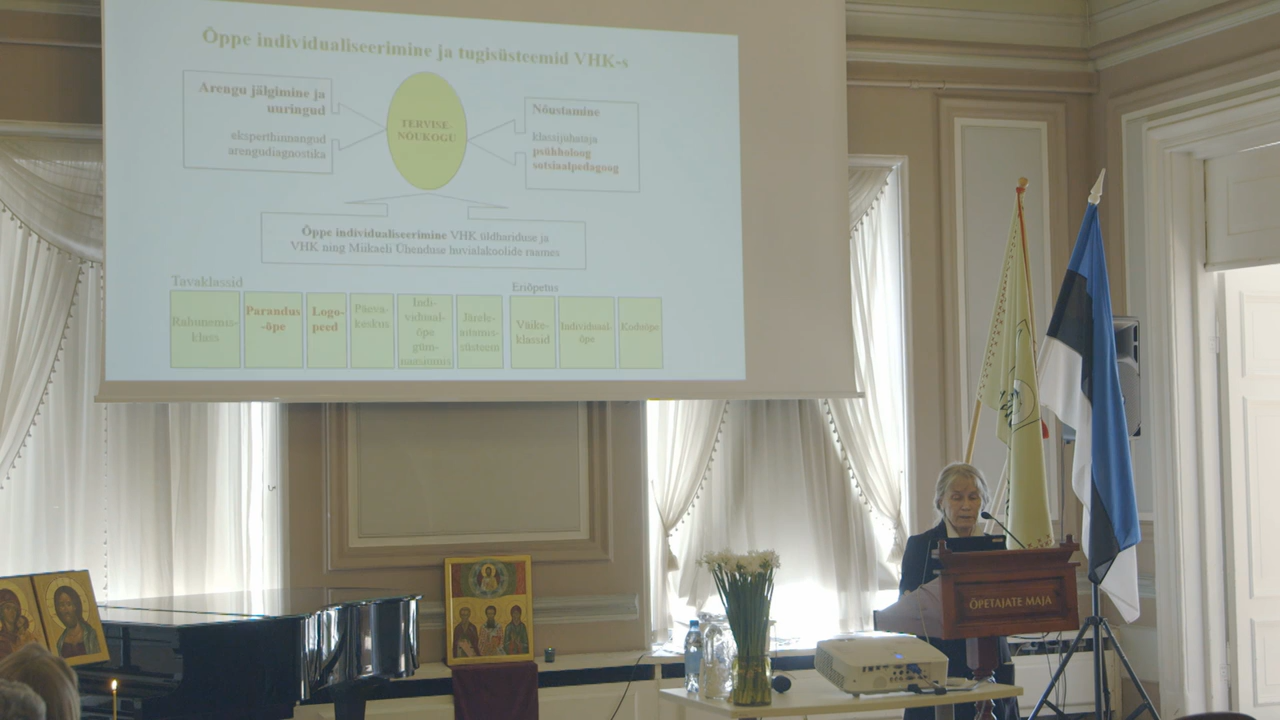 Õppe individualiseerimine ja tugisüsteemid VHK-s
Arengu jälgimine ja
uuringud
eksperthinnangud
arengudiagnostika
TERVISE-
NÕUKOGU
Nõustamine
klassijuhataja
psühholoog
sotsiaalpedagoog
Õppe individualiseerimine VHK üldhariduse ja
VHK ning Miikaeli Ühenduse huvialakoolide raames
Tavaklassid
Rahunemis-
klass
Parandus
-õpe
Logo-
peed
Päeva-
keskus
Indi-
viduaal-
õpe
güm-
naasiumis
Järele-
aitamis-
süsteem
Eriõpetus
Väike-
klassid
Individuaal-
õpe
Koduõpe
ÕPETAJATE MAJA